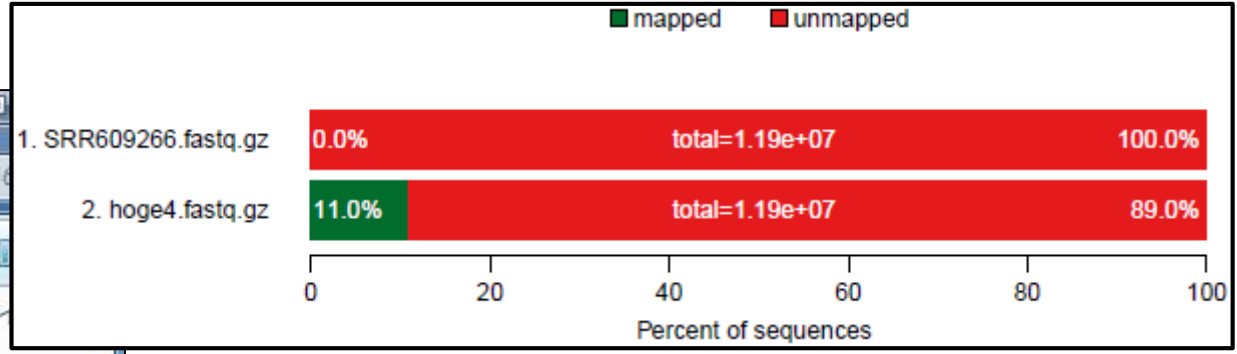 mapped unmapped
1. SRR609266.fastq.gz 0.0% total=1.19e+07 100.0%
2. hoge4.fastq.gz 11.0% total=1.19e+07 89.0%
0 20 40 60 80 100
Percent of sequences